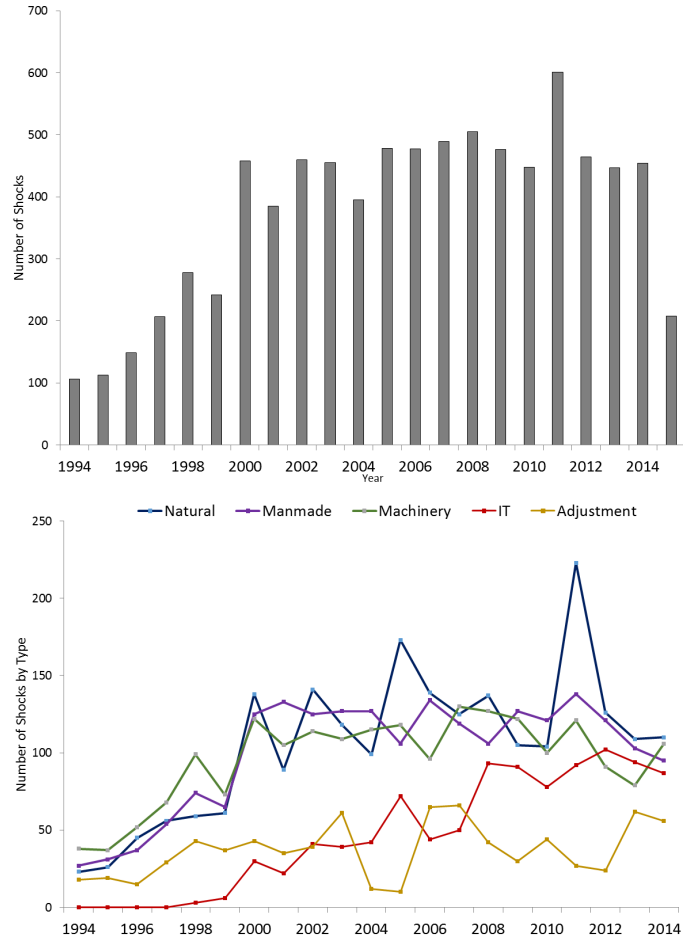 700
600
500
400
300
200
100
0
Number of Shocks
1994 1996 1998 2000 2002 2004 2006 2008 2010 2012 2014
Year
Natural Manmade Machinery IT Adjustment
250
200
150
100
50
0
Number of Shocks by Type
1994 1996 1998 2000 2002 2004 2006 2008 2010 2012 2014